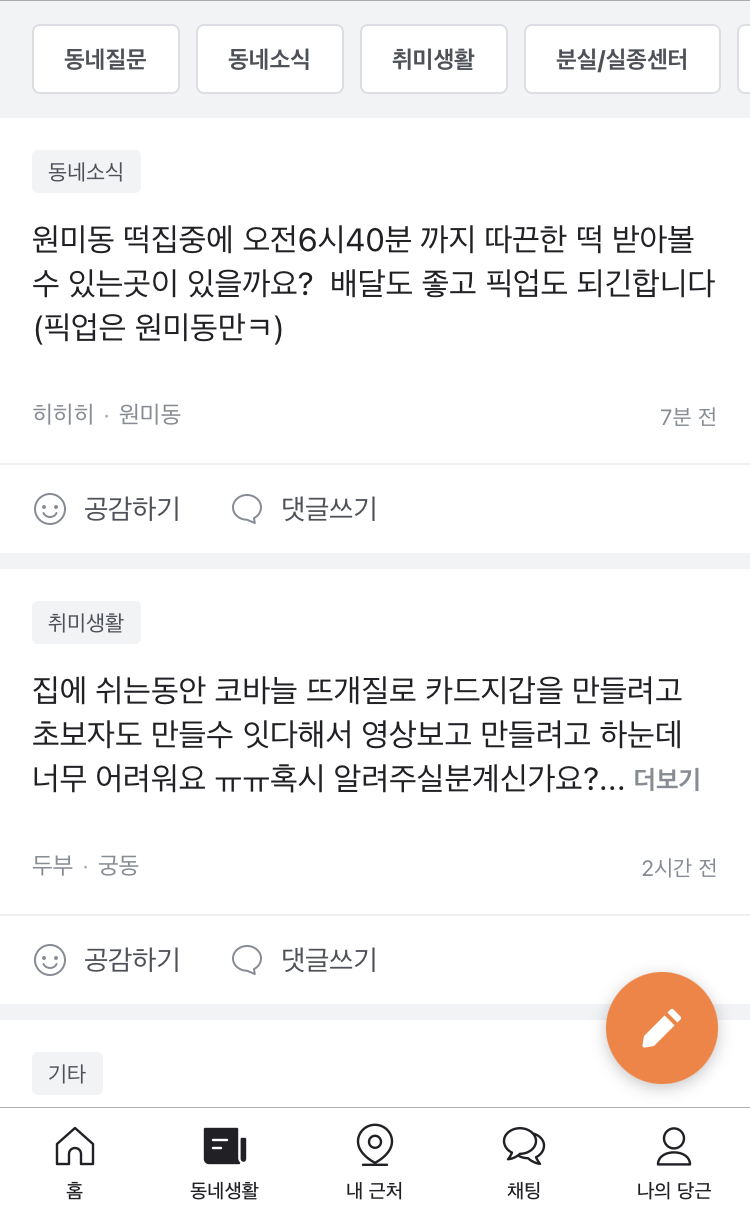 동네질문 동네소식 취미생활 분실/실종센터
동네소식
원미동 떡집중에 오전6시40분 까지 따끈한 떡 받아볼
수 있는곳이 있을까요?  배달도 좋고 픽업도 되긴합니다
(픽업은 원미동만ㅋ)
히히히 · 원미동 7분 전
공감하기 댓글쓰기
취미생활
집에 쉬는동안 코바늘 뜨개질로 카드지갑을 만들려고
초보자도 만들수 잇다해서 영상보고 만들려고 하눈데
너무 어려워요 ㅠㅠ혹시 알려주실분계신가요?... 더보기
두부 · 궁동 2시간 전
공감하기 댓글쓰기
기타
홈 동네생활 내 근처 채팅 나의 당근